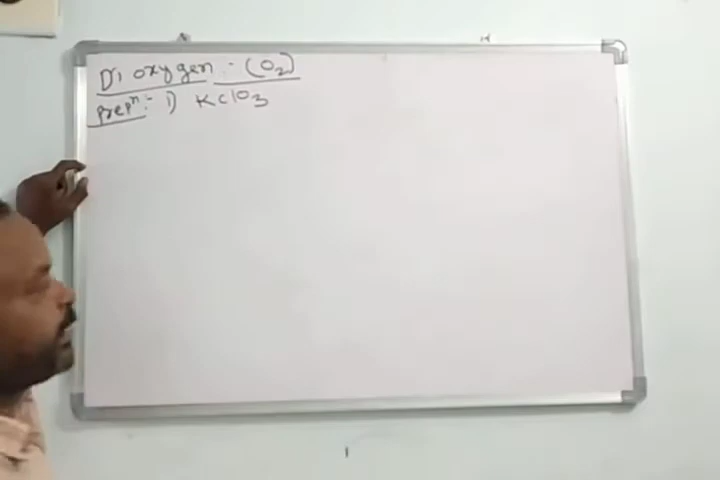 Di oxygen :- (O₂)
Prepⁿ :- 1) KClO₃